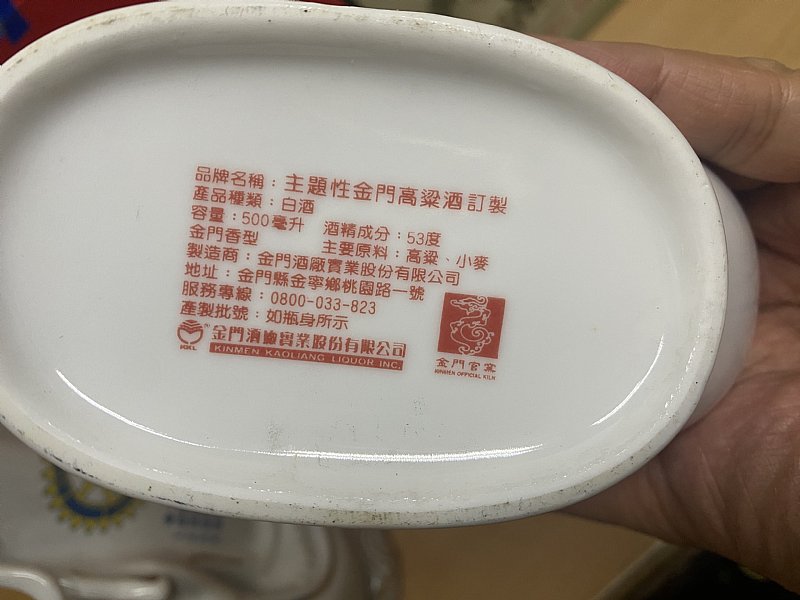 品牌名稱：主題性金門高粱酒訂製
產品種類：白酒
容量：500毫升　酒精成分：53度
金門香型　主要原料：高粱、小麥
製造商：金門酒廠實業股份有限公司
地址：金門縣金寧鄉桃園路一號
服務專線：0800-033-823
產製批號：如瓶身所示
金門酒廠實業股份有限公司
KINMEN KAOLIANG LIQUOR INC.
KKL
金門官窯
KINMEN OFFICIAL KILN